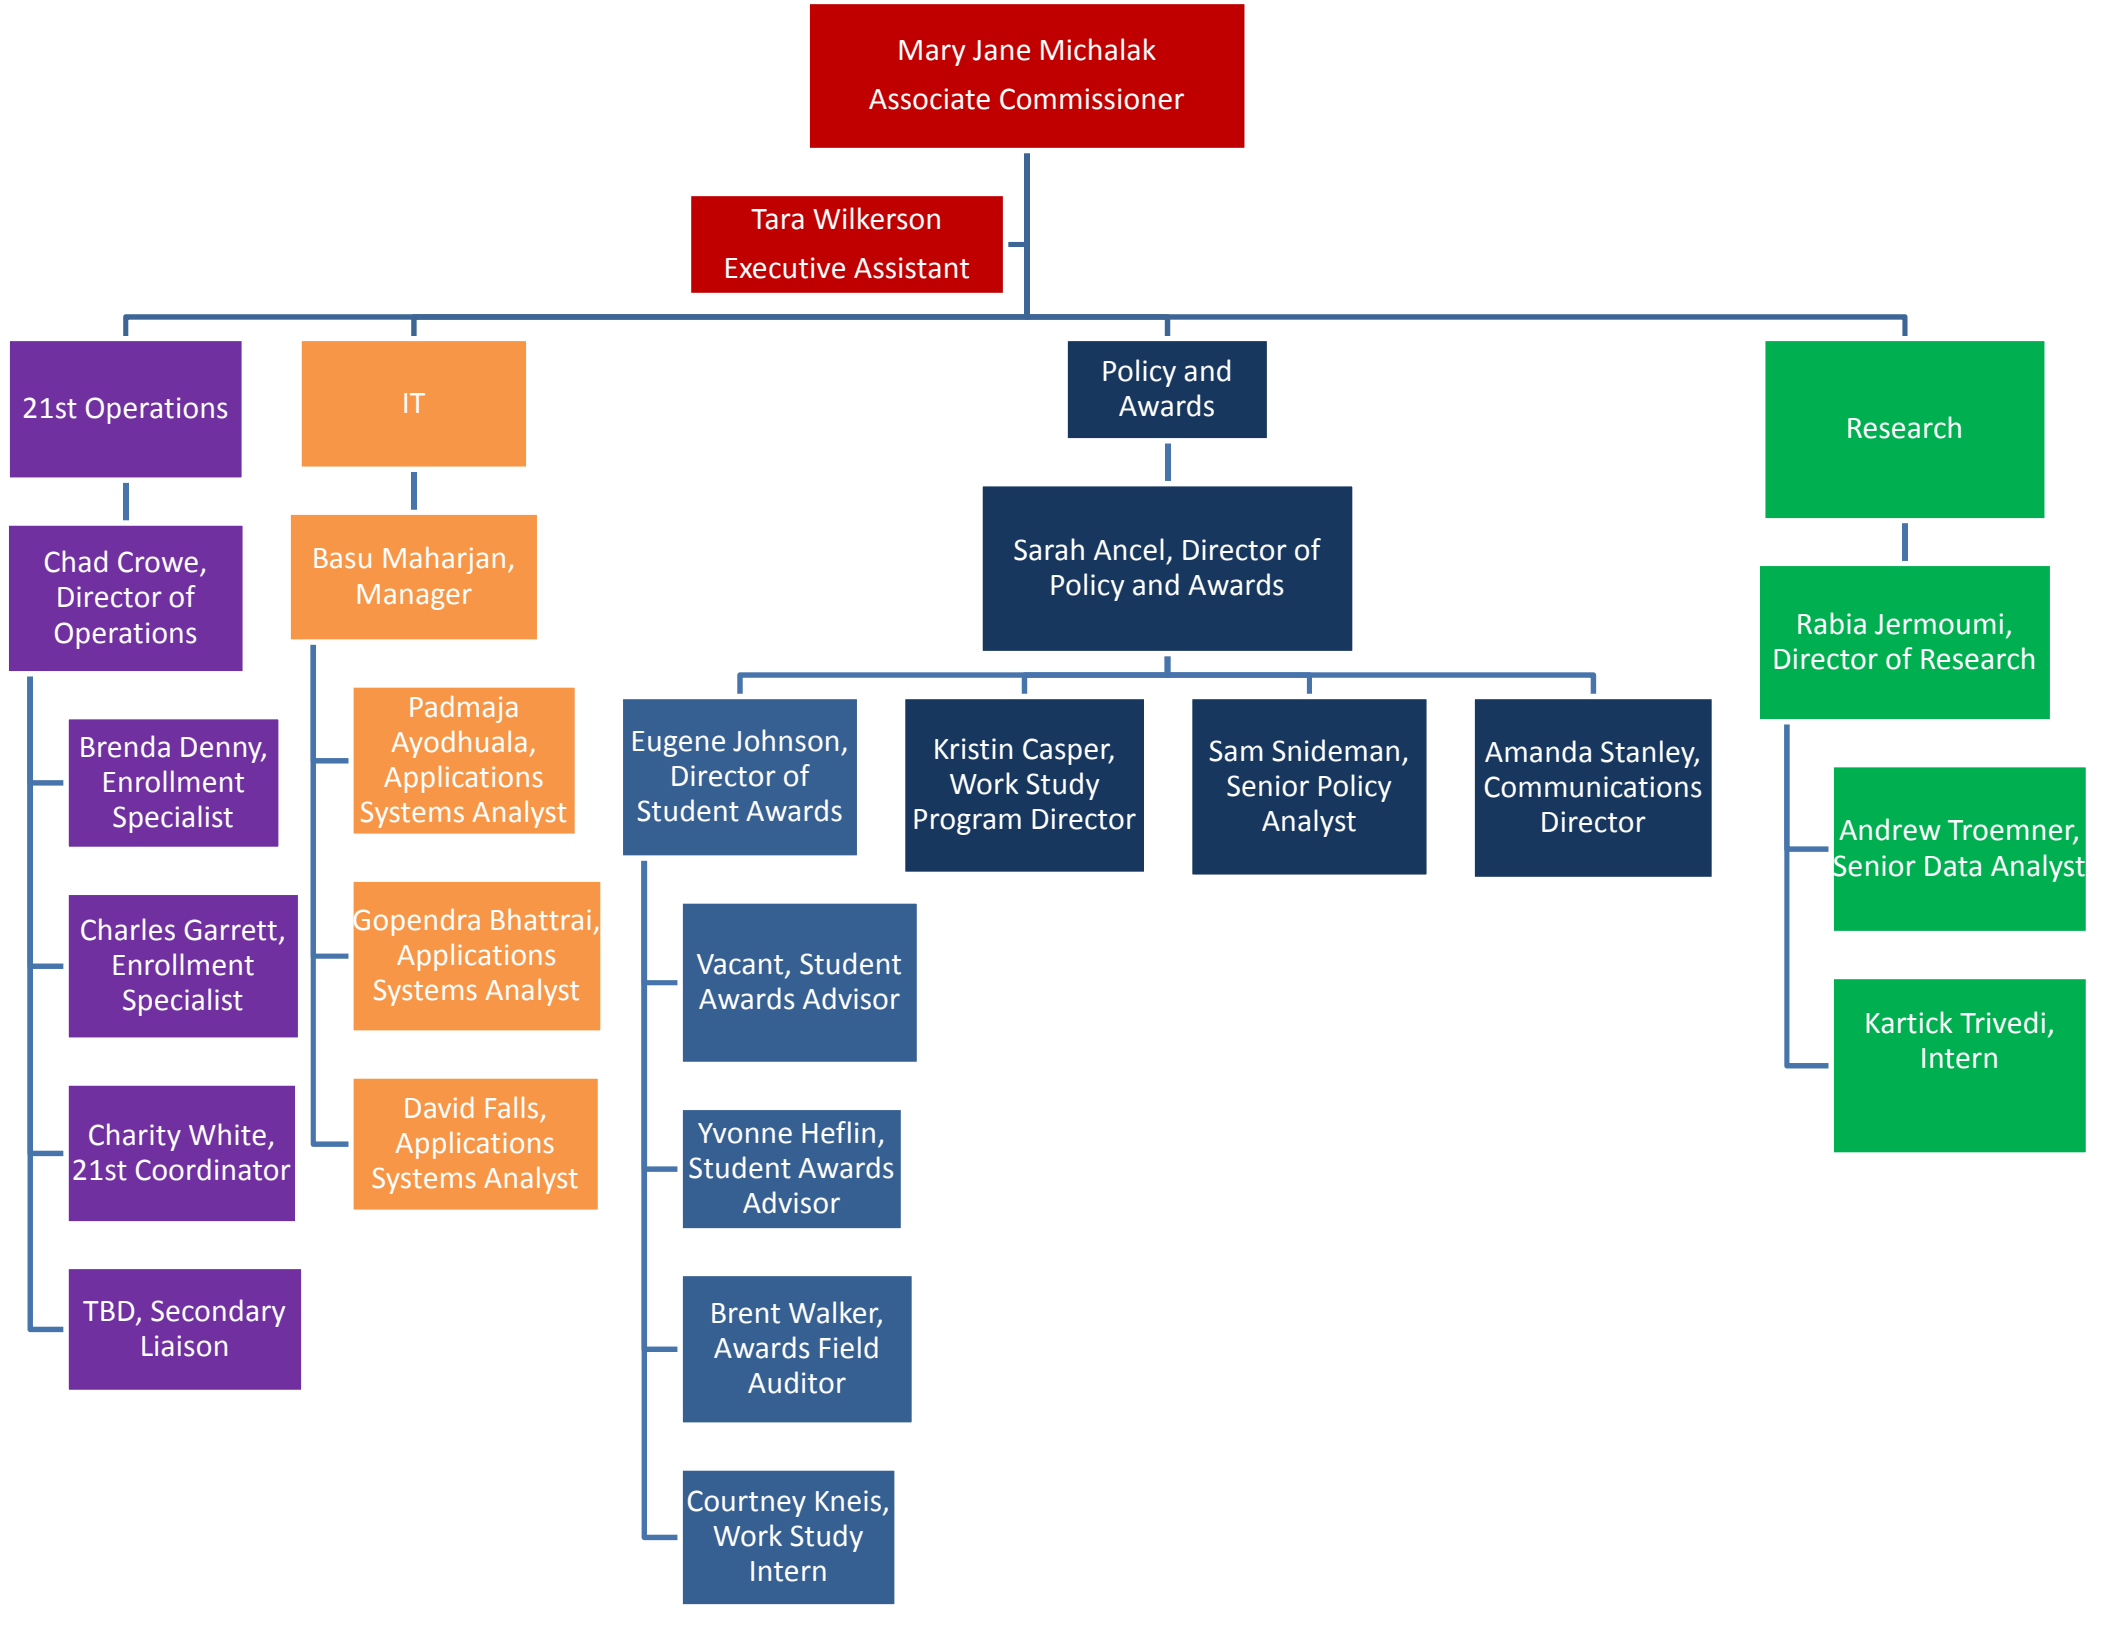 Mary Jane Michalak
Associate Commissioner
Tara Wilkerson
Executive Assistant
21st Operations
Chad Crowe,
Director of
Operations
Brenda Denny,
Enrollment
Specialist
Charles Garrett,
Enrollment
Specialist
Charity White,
21st Coordinator
TBD, Secondary
Liaison
IT
Basu Maharjan,
Manager
Padmaja
Ayodhuala,
Applications
Systems Analyst
Gopendra Bhattrai,
Applications
Systems Analyst
David Falls,
Applications
Systems Analyst
Policy and
Awards
Sarah Ancel, Director of
Policy and Awards
Eugene Johnson,
Director of
Student Awards
Vacant, Student
Awards Advisor
Yvonne Heflin,
Student Awards
Advisor
Brent Walker,
Awards Field
Auditor
Courtney Kneis,
Work Study
Intern
Kristin Casper,
Work Study
Program Director
Sam Snideman,
Senior Policy
Analyst
Amanda Stanley,
Communications
Director
Research
Rabia Jermoumi,
Director of Research
Andrew Troemner,
Senior Data Analyst
Kartick Trivedi,
Intern